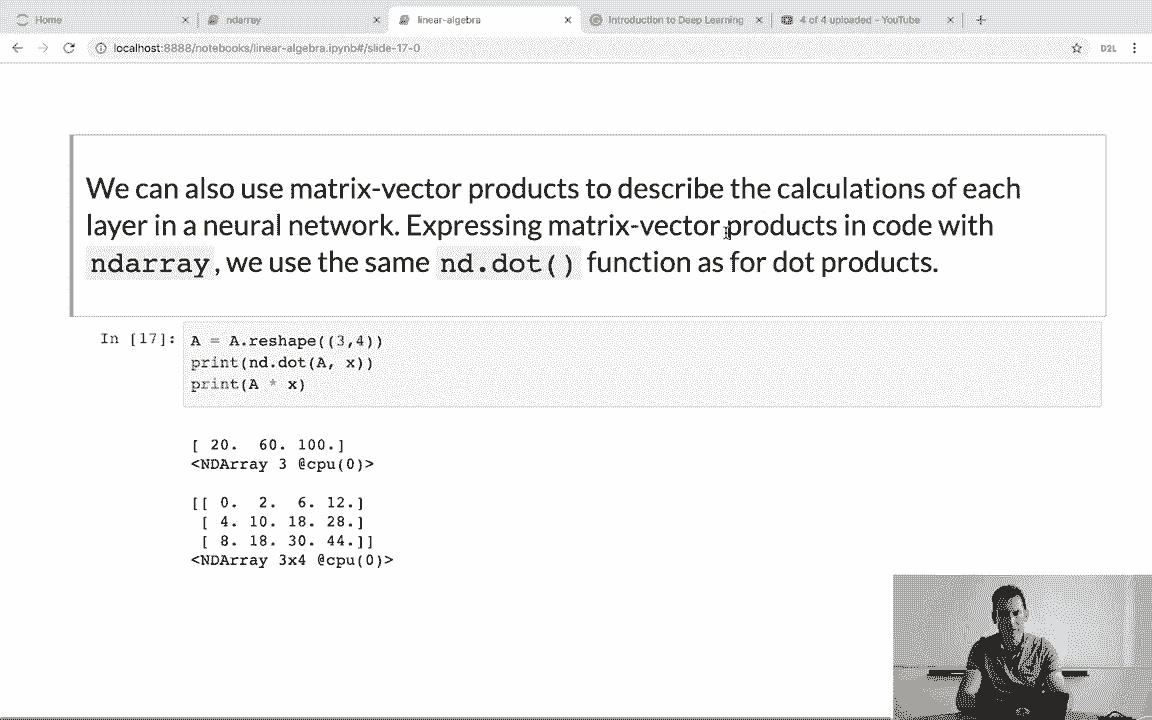 Home
ndarray
linear-algebra
Introduction to Deep Learning
4 of 4 uploaded - YouTube
localhost:8888/notebooks/linear-algebra.ipynb#/slide-17-0
D2L
We can also use matrix-vector products to describe the calculations of each
layer in a neural network. Expressing matrix-vector products in code with
ndarray, we use the same nd.dot() function as for dot products.
In [17]: A = A.reshape((3,4))
print(nd.dot(A, x))
print(A * x)
[ 20.  60. 100.]
<NDArray 3 @cpu(0)>
[[ 0.  2.  6. 12.]
[ 4. 10. 18. 28.]
[ 8. 18. 30. 44.]]
<NDArray 3x4 @cpu(0)>